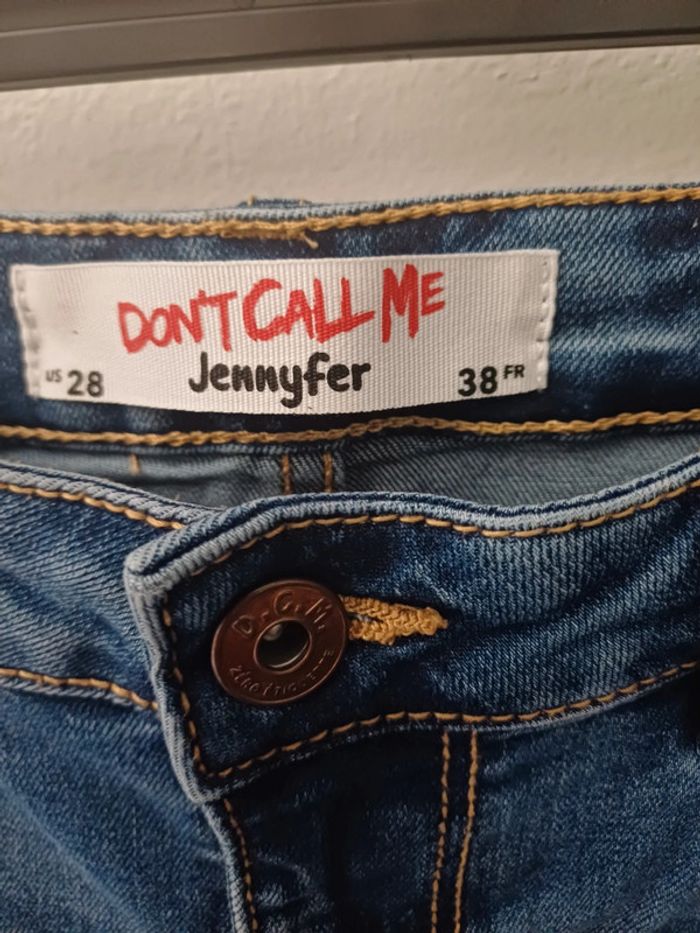 DON'T CALL ME
Jennyfer
US 28
38 FR
D.C.M.